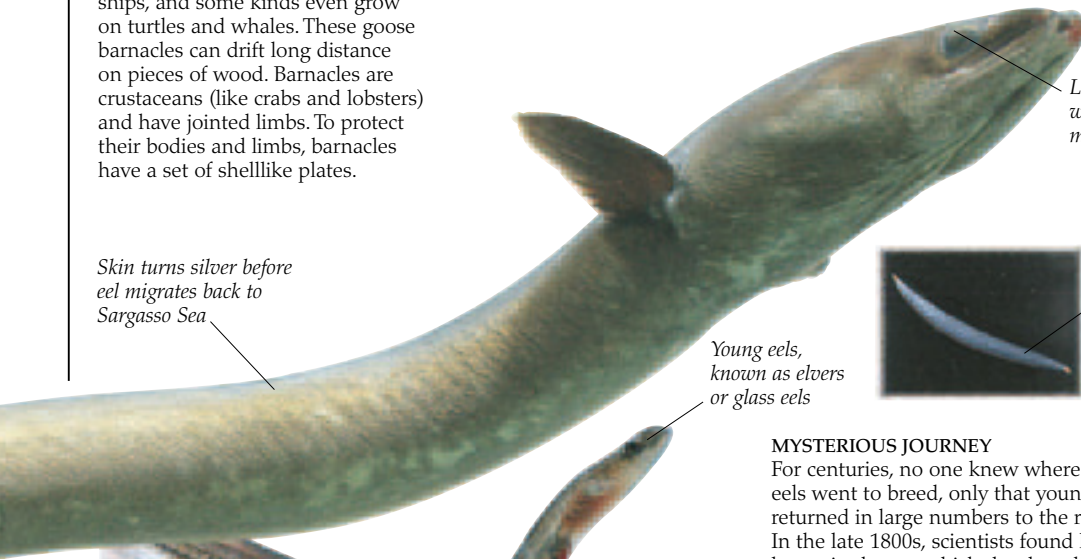 ships, and some kinds even grow
on turtles and whales. These goose
barnacles can drift long distance
on pieces of wood. Barnacles are
crustaceans (like crabs and lobsters)
and have jointed limbs. To protect
their bodies and limbs, barnacles
have a set of shelllike plates.
Skin turns silver before
eel migrates back to
Sargasso Sea
Young eels,
known as elvers
or glass eels
MYSTERIOUS JOURNEY
For centuries, no one knew where
eels went to breed, only that
returned in large numbers to the
In the late 1800s, scientists found